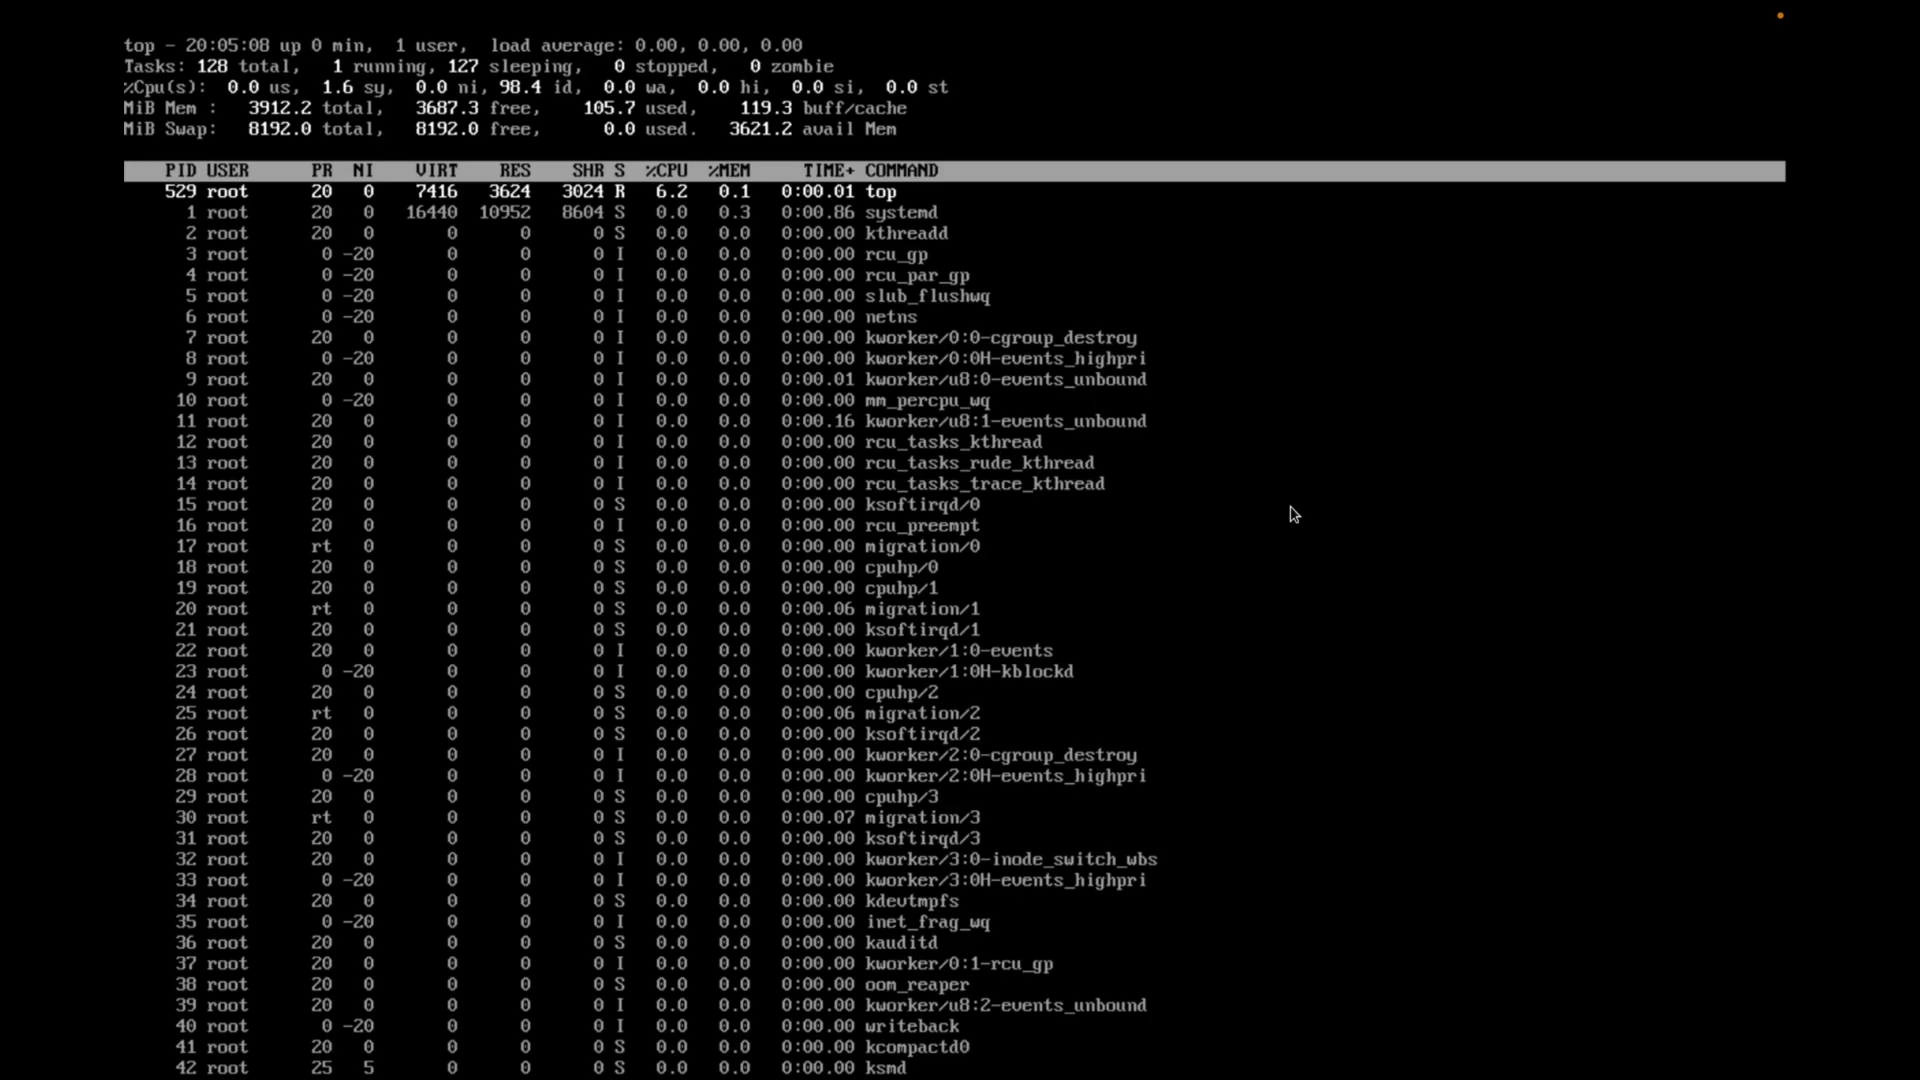 top - 20:05:08 up 0 min,  1 user,  load average: 0.00, 0.00, 0.00
Tasks: 128 total,   1 running, 127 sleeping,   0 stopped,   0 zombie
%Cpu(s):  0.0 us,  1.6 sy,  0.0 ni, 98.4 id,  0.0 wa,  0.0 hi,  0.0 si,  0.0 st
MiB Mem :   3912.2 total,   3687.3 free,    105.7 used,    119.3 buff/cache
MiB Swap:   8192.0 total,   8192.0 free,      0.0 used.   3621.2 avail Mem
PID USER PR NI VIRT RES SHR S %CPU %MEM TIME+ COMMAND
529 root 20 0 7416 3624 3024 R 6.2 0.1 0:00.01 top
1 root 20 0 16440 10952 8604 S 0.0 0.3 0:00.86 systemd
2 root 20 0 0 0 0 S 0.0 0.0 0:00.00 kthreadd
3 root 0 -20 0 0 0 I 0.0 0.0 0:00.00 rcu_gp
4 root 0 -20 0 0 0 I 0.0 0.0 0:00.00 rcu_par_gp
5 root 0 -20 0 0 0 I 0.0 0.0 0:00.00 slub_flushwq
6 root 0 -20 0 0 0 I 0.0 0.0 0:00.00 netns
7 root 20 0 0 0 0 I 0.0 0.0 0:00.00 kworker/0:0-cgroup_destroy
8 root 0 -20 0 0 0 I 0.0 0.0 0:00.00 kworker/0:0H-events_highpri
9 root 20 0 0 0 0 I 0.0 0.0 0:00.01 kworker/u8:0-events_unbound
10 root 0 -20 0 0 0 I 0.0 0.0 0:00.00 mm_percpu_wq
11 root 20 0 0 0 0 I 0.0 0.0 0:00.16 kworker/u8:1-events_unbound
12 root 20 0 0 0 0 I 0.0 0.0 0:00.00 rcu_tasks_kthread
13 root 20 0 0 0 0 I 0.0 0.0 0:00.00 rcu_tasks_rude_kthread
14 root 20 0 0 0 0 I 0.0 0.0 0:00.00 rcu_tasks_trace_kthread
15 root 20 0 0 0 0 S 0.0 0.0 0:00.00 ksoftirqd/0
16 root 20 0 0 0 0 I 0.0 0.0 0:00.00 rcu_preempt
17 root rt 0 0 0 0 S 0.0 0.0 0:00.00 migration/0
18 root 20 0 0 0 0 S 0.0 0.0 0:00.00 cpuhp/0
19 root 20 0 0 0 0 S 0.0 0.0 0:00.00 cpuhp/1
20 root rt 0 0 0 0 S 0.0 0.0 0:00.06 migration/1
21 root 20 0 0 0 0 S 0.0 0.0 0:00.00 ksoftirqd/1
22 root 20 0 0 0 0 I 0.0 0.0 0:00.00 kworker/1:0-events
23 root 0 -20 0 0 0 I 0.0 0.0 0:00.00 kworker/1:0H-kblockd
24 root 20 0 0 0 0 S 0.0 0.0 0:00.00 cpuhp/2
25 root rt 0 0 0 0 S 0.0 0.0 0:00.06 migration/2
26 root 20 0 0 0 0 S 0.0 0.0 0:00.00 ksoftirqd/2
27 root 20 0 0 0 0 I 0.0 0.0 0:00.00 kworker/2:0-cgroup_destroy
28 root 0 -20 0 0 0 I 0.0 0.0 0:00.00 kworker/2:0H-events_highpri
29 root 20 0 0 0 0 S 0.0 0.0 0:00.00 cpuhp/3
30 root rt 0 0 0 0 S 0.0 0.0 0:00.07 migration/3
31 root 20 0 0 0 0 S 0.0 0.0 0:00.00 ksoftirqd/3
32 root 20 0 0 0 0 I 0.0 0.0 0:00.00 kworker/3:0-inode_switch_wbs
33 root 0 -20 0 0 0 I 0.0 0.0 0:00.00 kworker/3:0H-events_highpri
34 root 20 0 0 0 0 S 0.0 0.0 0:00.00 kdevtmpfs
35 root 0 -20 0 0 0 I 0.0 0.0 0:00.00 inet_frag_wq
36 root 20 0 0 0 0 S 0.0 0.0 0:00.00 kauditd
37 root 20 0 0 0 0 I 0.0 0.0 0:00.00 kworker/0:1-rcu_gp
38 root 20 0 0 0 0 S 0.0 0.0 0:00.00 oom_reaper
39 root 20 0 0 0 0 I 0.0 0.0 0:00.00 kworker/u8:2-events_unbound
40 root 0 -20 0 0 0 I 0.0 0.0 0:00.00 writeback
41 root 20 0 0 0 0 S 0.0 0.0 0:00.00 kcompactd0
42 root 25 5 0 0 0 S 0.0 0.0 0:00.00 ksmd